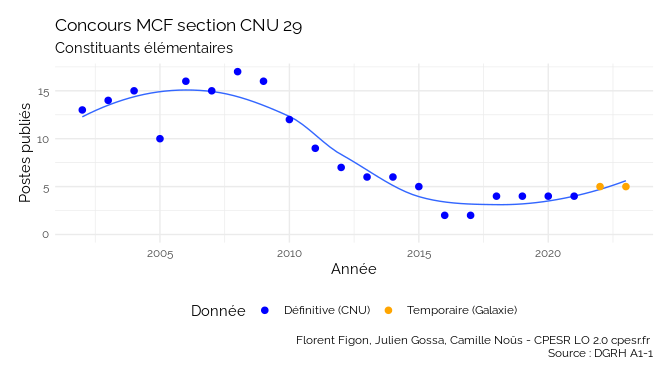 Concours MCF section CNU 29
Constituants élémentaires
Postes publiés
15
10
5
0
2005 2010 2015 2020
Année
Donnée Définitive (CNU) Temporaire (Galaxie)
Florent Figon, Julien Gossa, Camille Noûs - CPESR LO 2.0 cpesr.fr
Source : DGRH A1-1